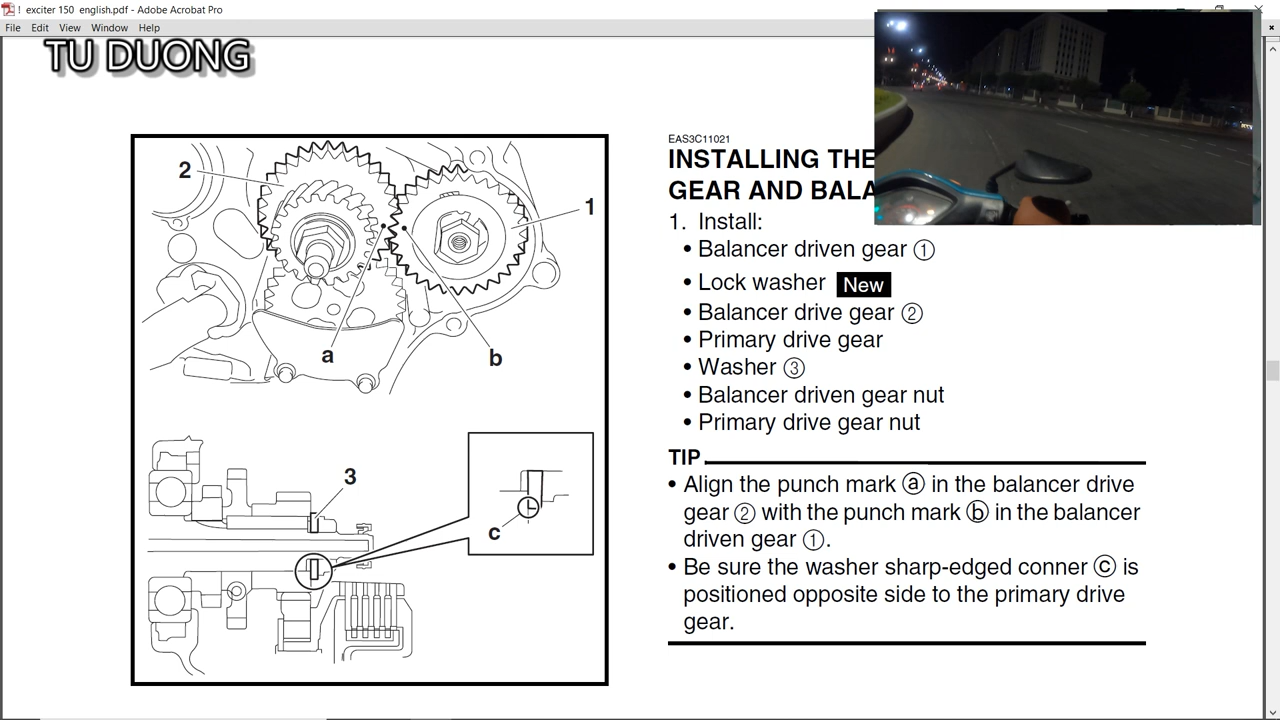 ! exciter 150 english.pdf - Adobe Acrobat Pro
File Edit View Window Help
TU DUONG
2
1
a
b
3
c
EAS3C11021
INSTALLING THE
GEAR AND BALA
1. Install:
• Balancer driven gear ①
• Lock washer New
• Balancer drive gear ②
• Primary drive gear
• Washer ③
• Balancer driven gear nut
• Primary drive gear nut
TIP
• Align the punch mark ⓐ in the balancer drive
gear ② with the punch mark ⓑ in the balancer
driven gear ①.
• Be sure the washer sharp-edged conner ⓒ is
positioned opposite side to the primary drive
gear.